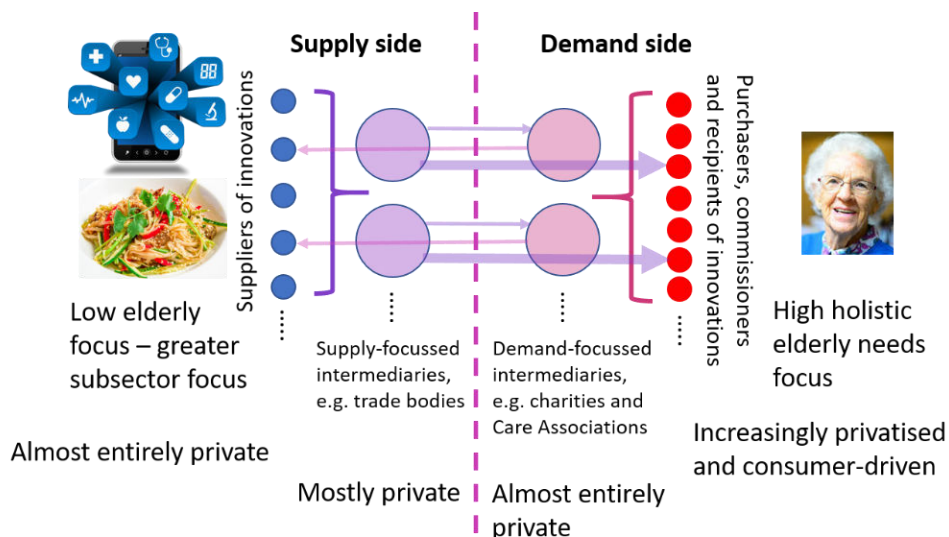 Supply side
Demand side
Suppliers of innovations
Purchasers, commissioners
and recipients of innovations
Low elderly
focus – greater
subsector focus
Supply-focussed
intermediaries,
e.g. trade bodies
Demand-focussed
intermediaries,
e.g. charities and
Care Associations
High holistic
elderly needs
focus
Almost entirely private
Mostly private
Almost entirely
private
Increasingly privatised
and consumer-driven